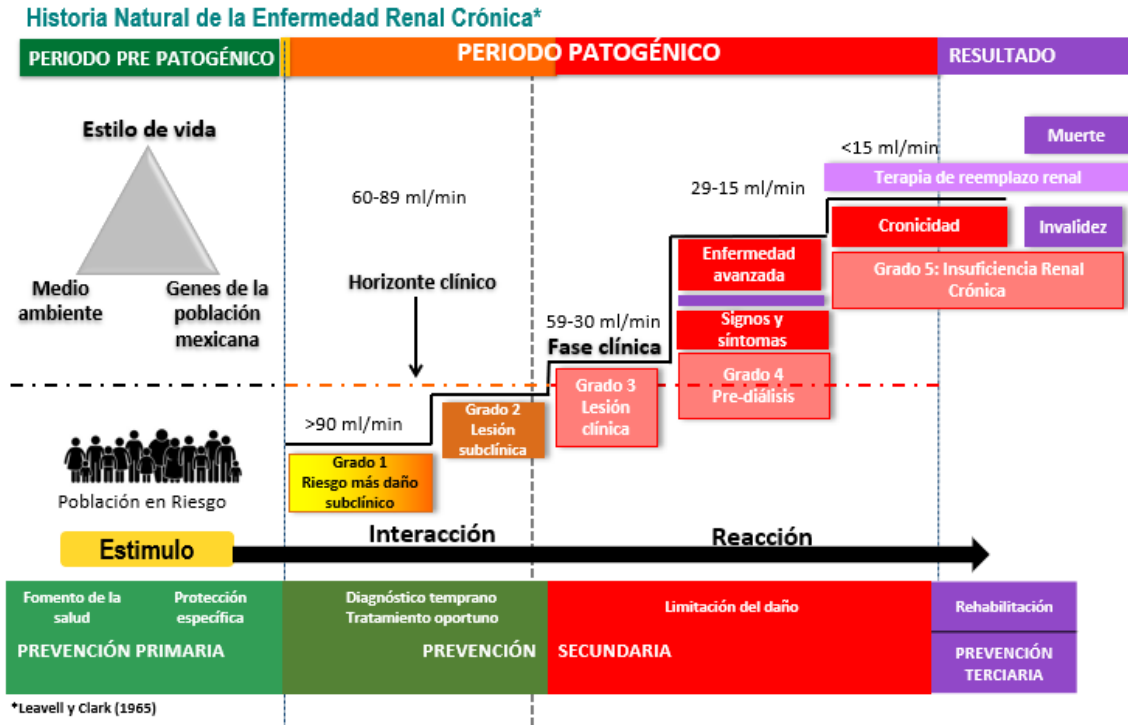 Historia Natural de la Enfermedad Renal Crónica*
PERIODO PRE PATOGÉNICO
PERIODO PATOGÉNICO
RESULTADO
Estilo de vida
Medio
ambiente
Genes de la
población
mexicana
Población en Riesgo
60-89 ml/min
Horizonte clínico
>90 ml/min
Grado 1
Riesgo más daño
subclínico
Grado 2
Lesión
subclínica
59-30 ml/min
Fase clínica
Grado 3
Lesión
clínica
29-15 ml/min
Enfermedad
avanzada
Signos y
síntomas
Grado 4
Pre-diálisis
<15 ml/min
Muerte
Terapia de reemplazo renal
Cronicidad
Invalidez
Grado 5: Insuficiencia Renal
Crónica
Estimulo
Interacción
Reacción
Fomento de la
salud
Protección
específica
PREVENCIÓN PRIMARIA
Diagnóstico temprano
Tratamiento oportuno
Limitación del daño
PREVENCIÓN SECUNDARIA
Rehabilitación
PREVENCIÓN
TERCIARIA
*Leavell y Clark (1965)